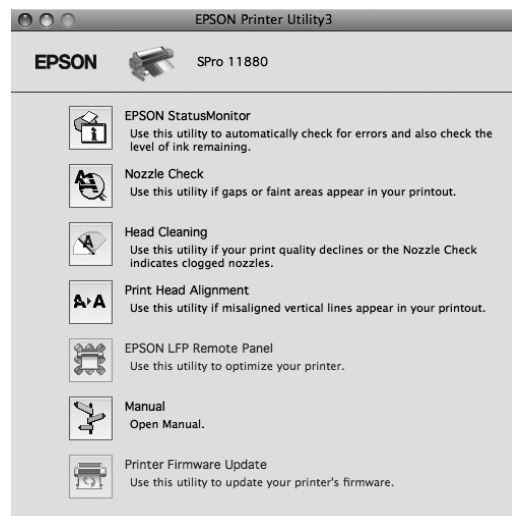 EPSON Printer Utility3
EPSON SPro 11880
EPSON StatusMonitor
Use this utility to automatically check for errors and also check the
level of ink remaining.
Nozzle Check
Use this utility if gaps or faint areas appear in your printout.
Head Cleaning
Use this utility if your print quality declines or the Nozzle Check
indicates clogged nozzles.
Print Head Alignment
Use this utility if misaligned vertical lines appear in your printout.
EPSON LFP Remote Panel
Use this utility to optimize your printer.
Manual
Open Manual.
Printer Firmware Update
Use this utility to update your printer's firmware.